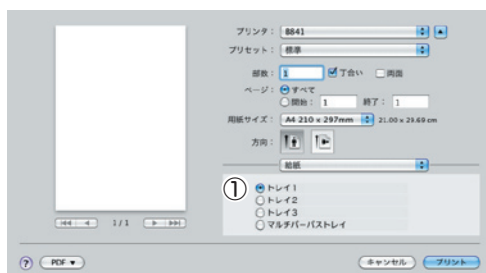 プリンタ： B841
プリセット： 標準
部数： 1 丁合い 両面
ページ： すべて
開始： 1 終了： 1
用紙サイズ： A4 210 x 297mm 21.00 x 29.69 cm
方向：
給紙
①
トレイ1
トレイ2
トレイ3
マルチパーパストレイ
1/1
? PDF キャンセル プリント